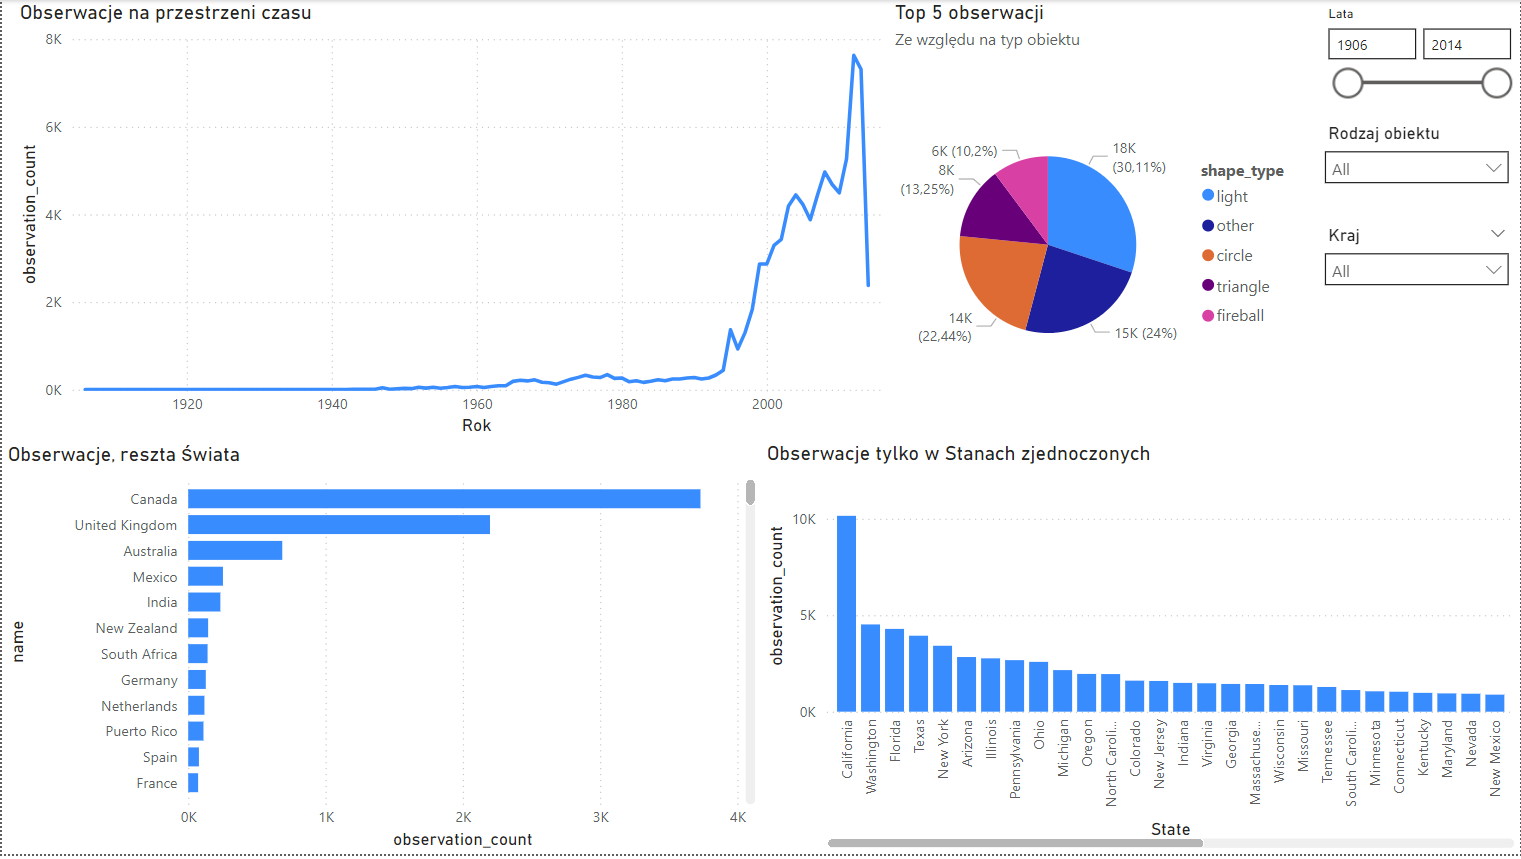 Obserwacje na przestrzeni czasu
8K
6K
4K
2K
0K
observation_count
1920
1940
1960
1980
2000
Rok
Top 5 obserwacji
Ze względu na typ obiektu
6K (10,2%)
8K
(13,25%)
14K
(22,44%)
18K
(30,11%)
15K (24%)
shape_type
light
other
circle
triangle
fireball
Lata
1906
2014
Rodzaj obiektu
All
Kraj
All
Obserwacje, reszta Świata
name
Canada
United Kingdom
Australia
Mexico
India
New Zealand
South Africa
Germany
Netherlands
Puerto Rico
Spain
France
0K
1K
2K
3K
4K
observation_count
Obserwacje tylko w Stanach zjednoczonych
observation_count
10K
5K
0K
California
Washington
Florida
Texas
New York
Arizona
Illinois
Pennsylvania
Ohio
Michigan
Oregon
North Caroli...
Colorado
New Jersey
Indiana
Virginia
Georgia
Massachuse...
Wisconsin
Missouri
Tennessee
South Caroli...
Minnesota
Connecticut
Kentucky
Maryland
Nevada
New Mexico
State